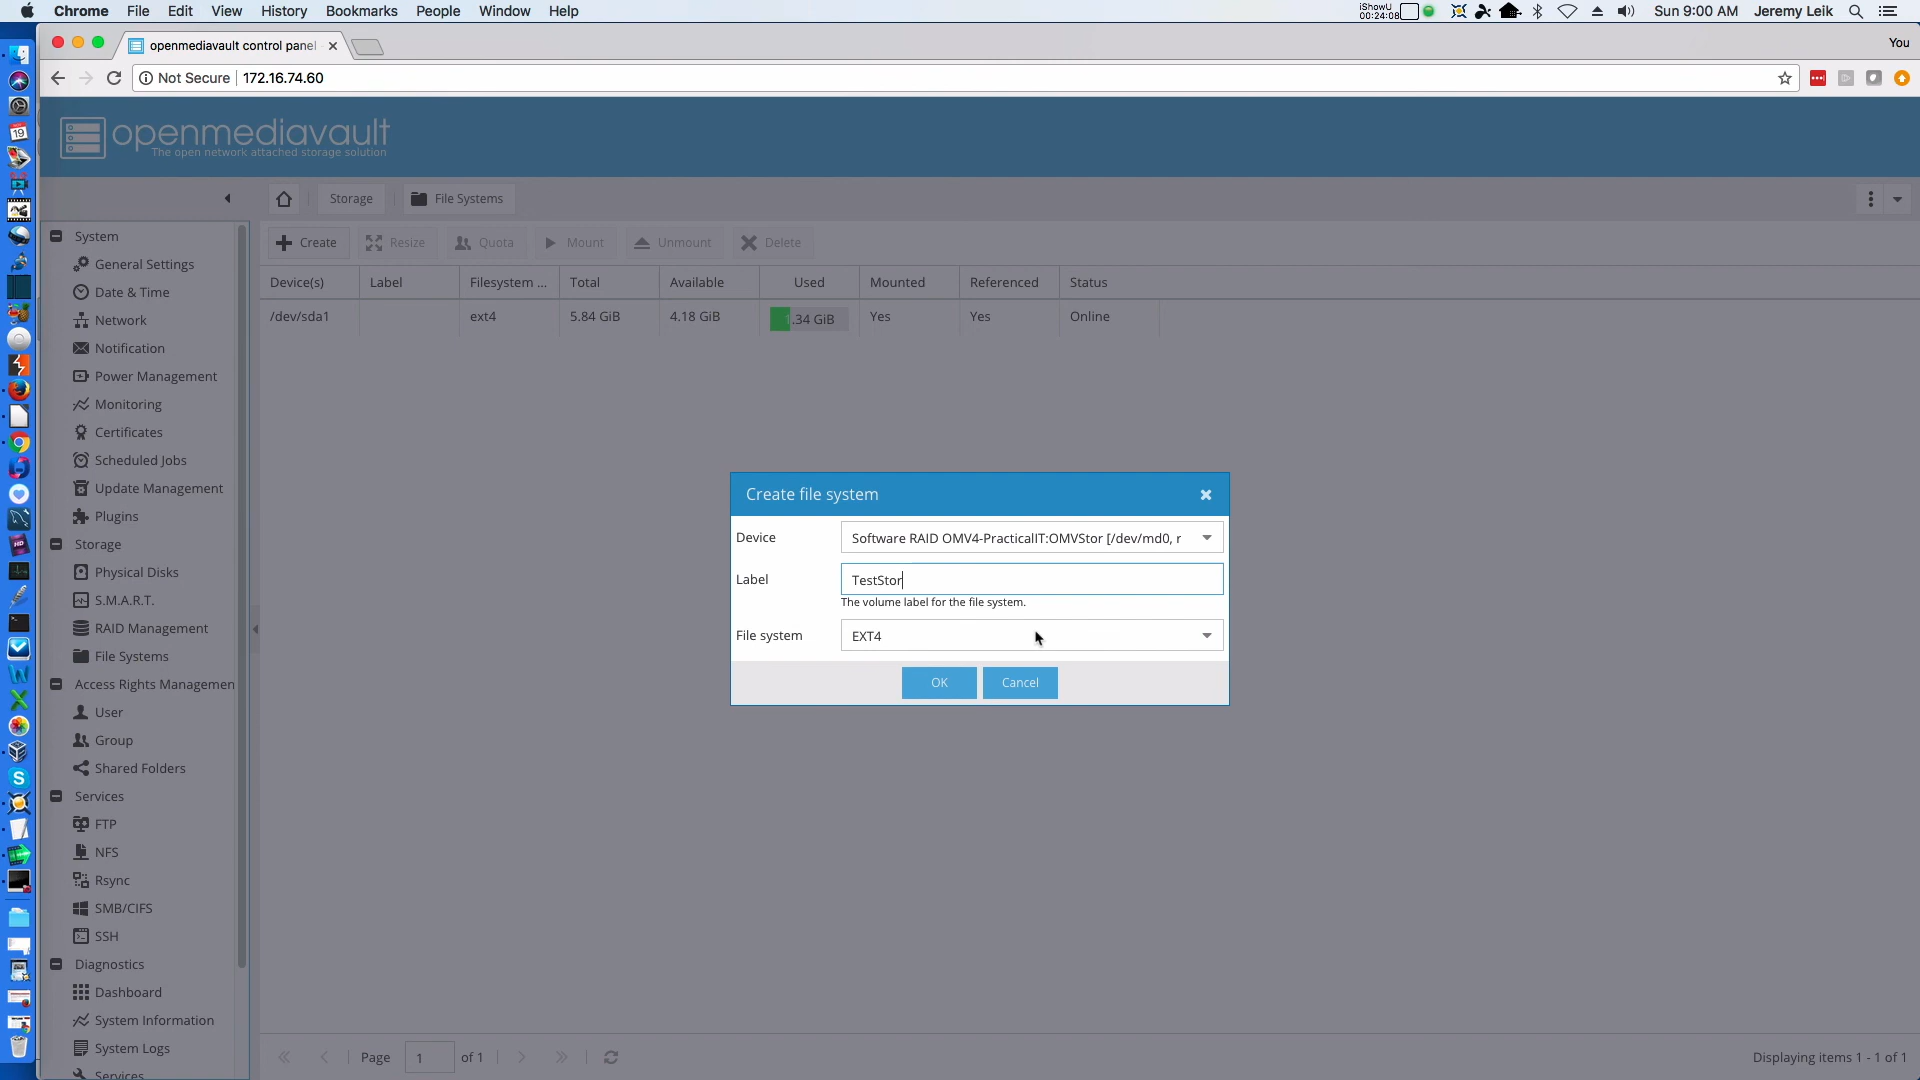 Chrome File Edit View History Bookmarks People Window Help
iShowU
00:24:08
Sun 9:00 AM Jeremy Leik
openmediavault control panel
You
Not Secure 172.16.74.60
openmediavault
The open network attached storage solution
Storage File Systems
Create Resize Quota Mount Unmount Delete
Device(s) Label Filesystem ... Total Available Used Mounted Referenced Status
/dev/sda1 ext4 5.84 GiB 4.18 GiB 1.34 GiB Yes Yes Online
System
General Settings
Date & Time
Network
Notification
Power Management
Monitoring
Certificates
Scheduled Jobs
Update Management
Plugins
Storage
Physical Disks
S.M.A.R.T.
RAID Management
File Systems
Access Rights Managemen
User
Group
Shared Folders
Services
FTP
NFS
Rsync
SMB/CIFS
SSH
Diagnostics
Dashboard
System Information
System Logs
Services
Create file system
Device Software RAID OMV4-PracticalIT:OMVStor [/dev/md0, r
Label TestStor
The volume label for the file system.
File system EXT4
OK Cancel
Page 1 of 1
Displaying items 1 - 1 of 1